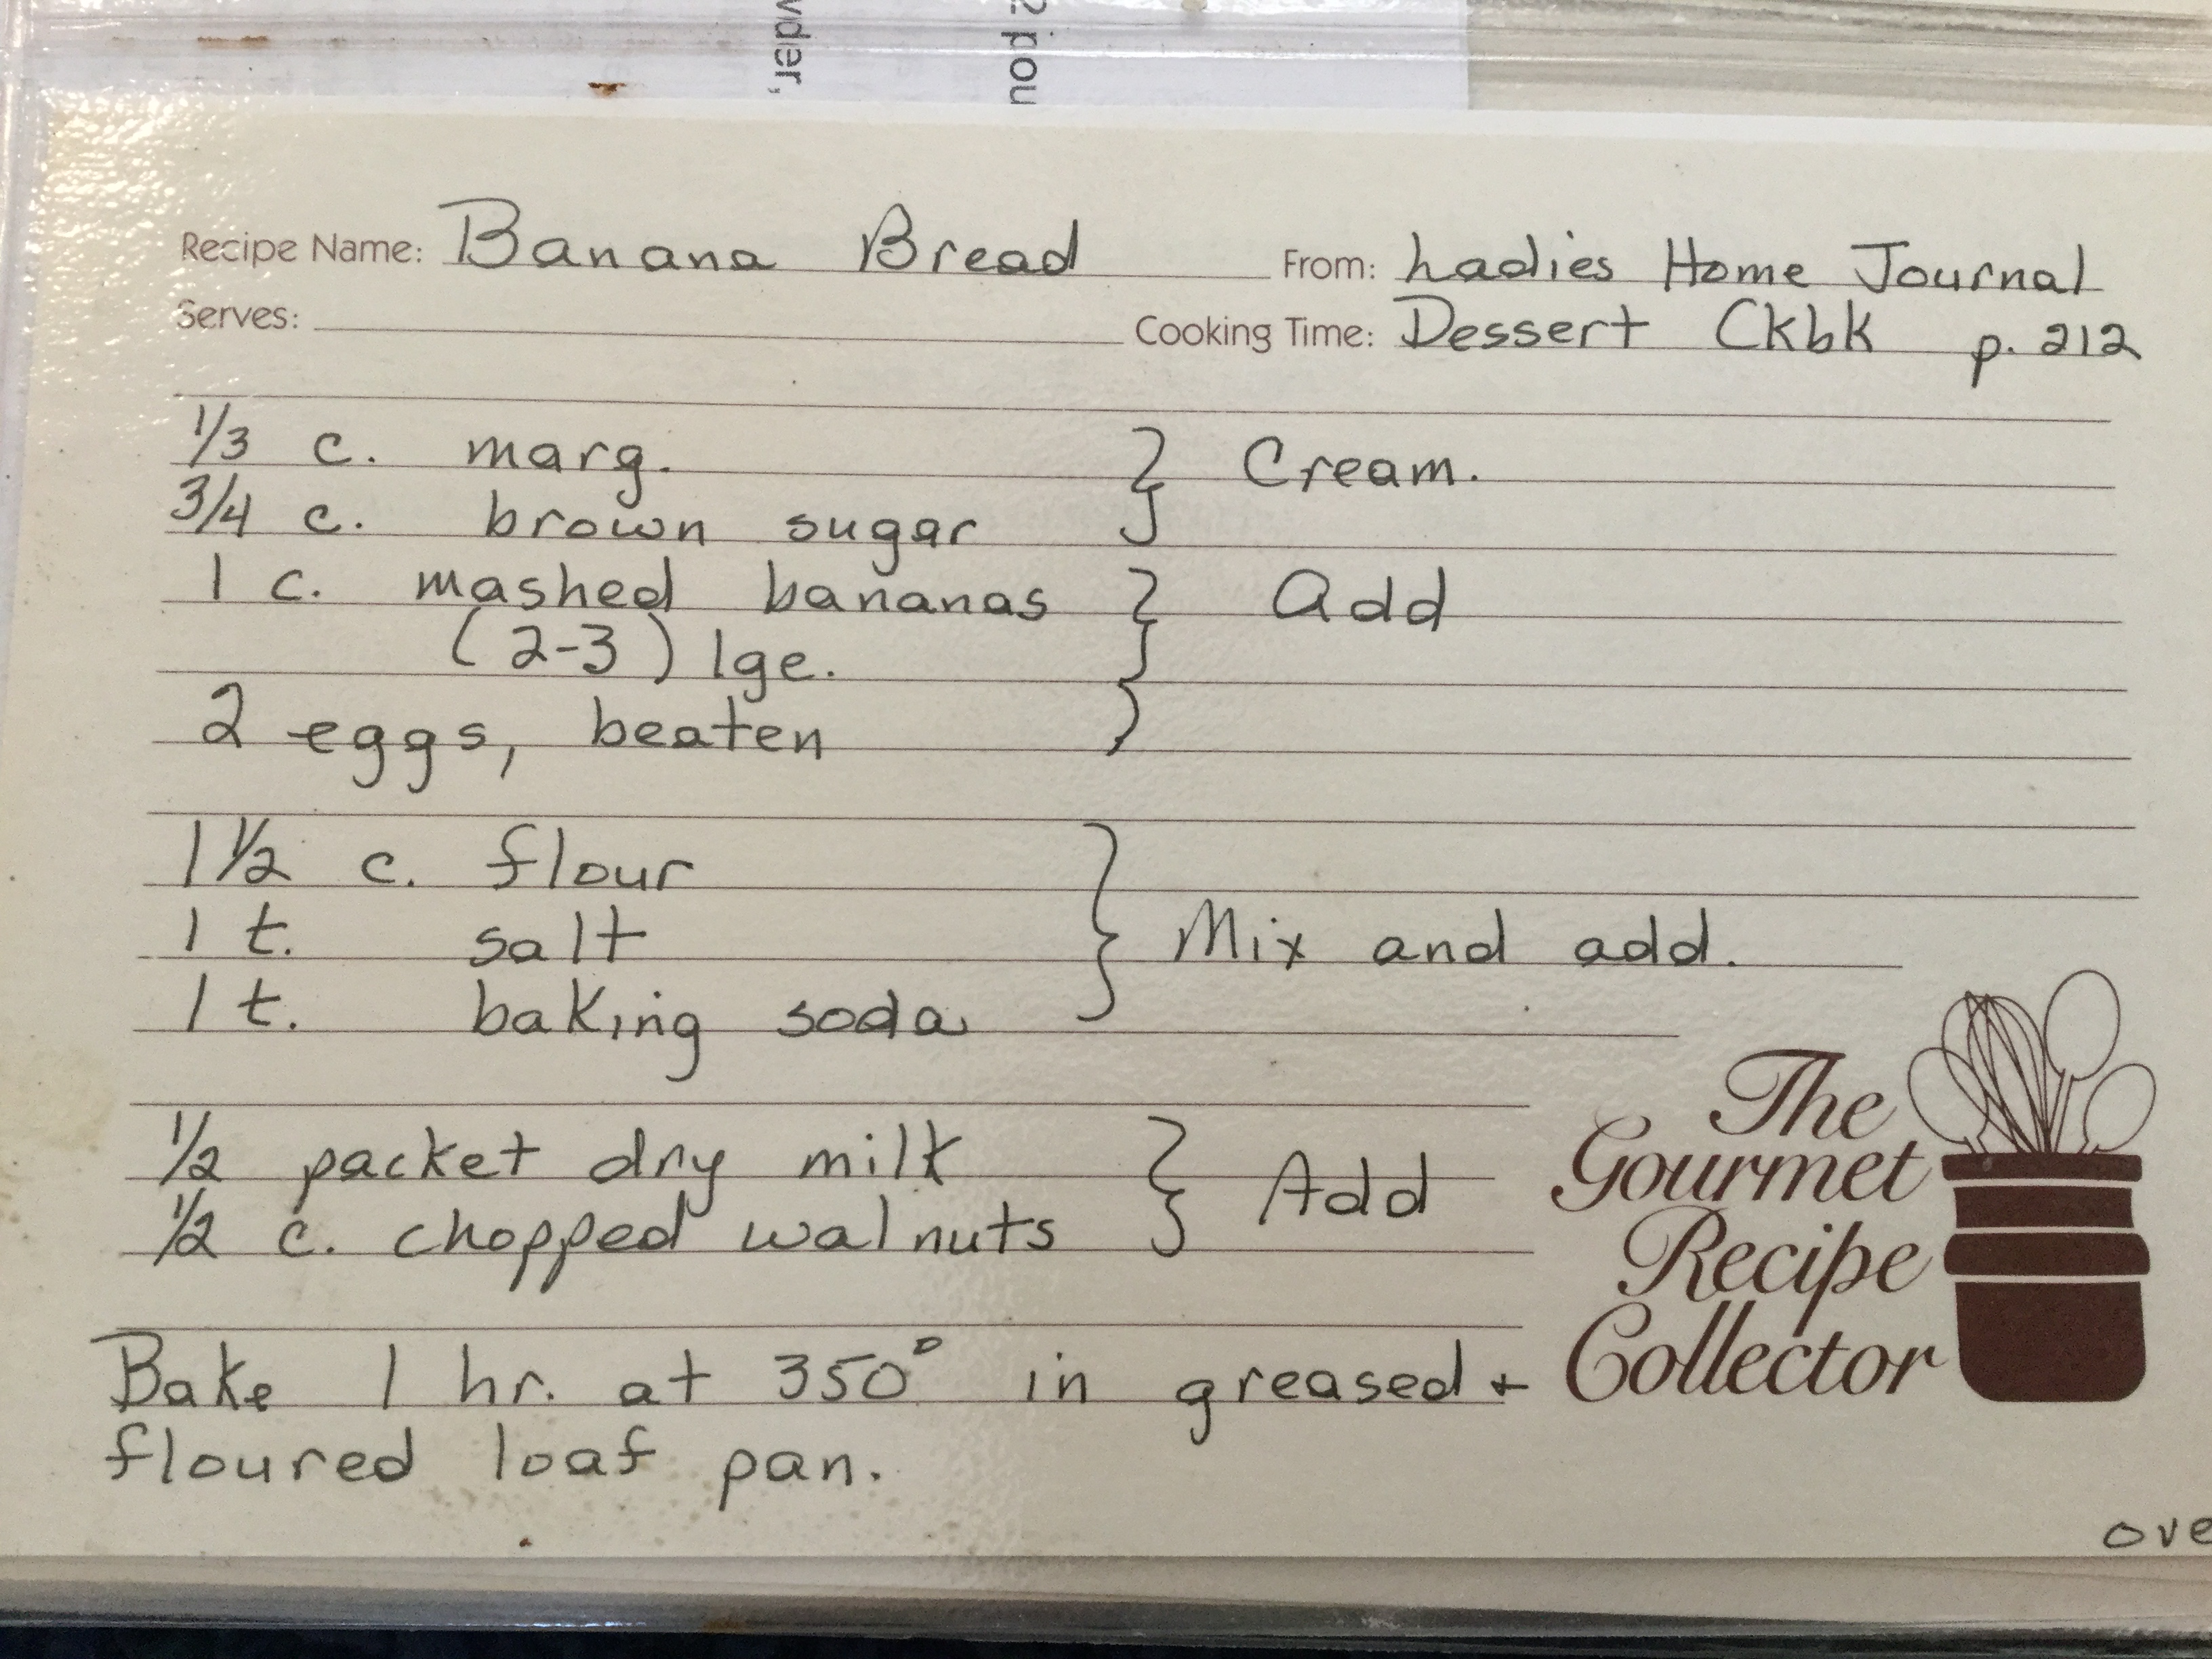 vider,
2 pou
Recipe Name: Banana Bread From: Ladies Home Journal
Serves: Cooking Time: Dessert Ckbk p. 212
1/3 c. marg. } Cream.
3/4 c. brown sugar
1 c. mashed bananas } Add
(2-3) lge.
2 eggs, beaten
1 1/2 c. flour
1 t. salt } Mix and add.
1 t. baking soda
1/2 packet dry milk } Add
1/2 c. chopped walnuts
Bake 1 hr. at 350° in greased +
floured loaf pan.
The
Gourmet
Recipe
Collector
ove